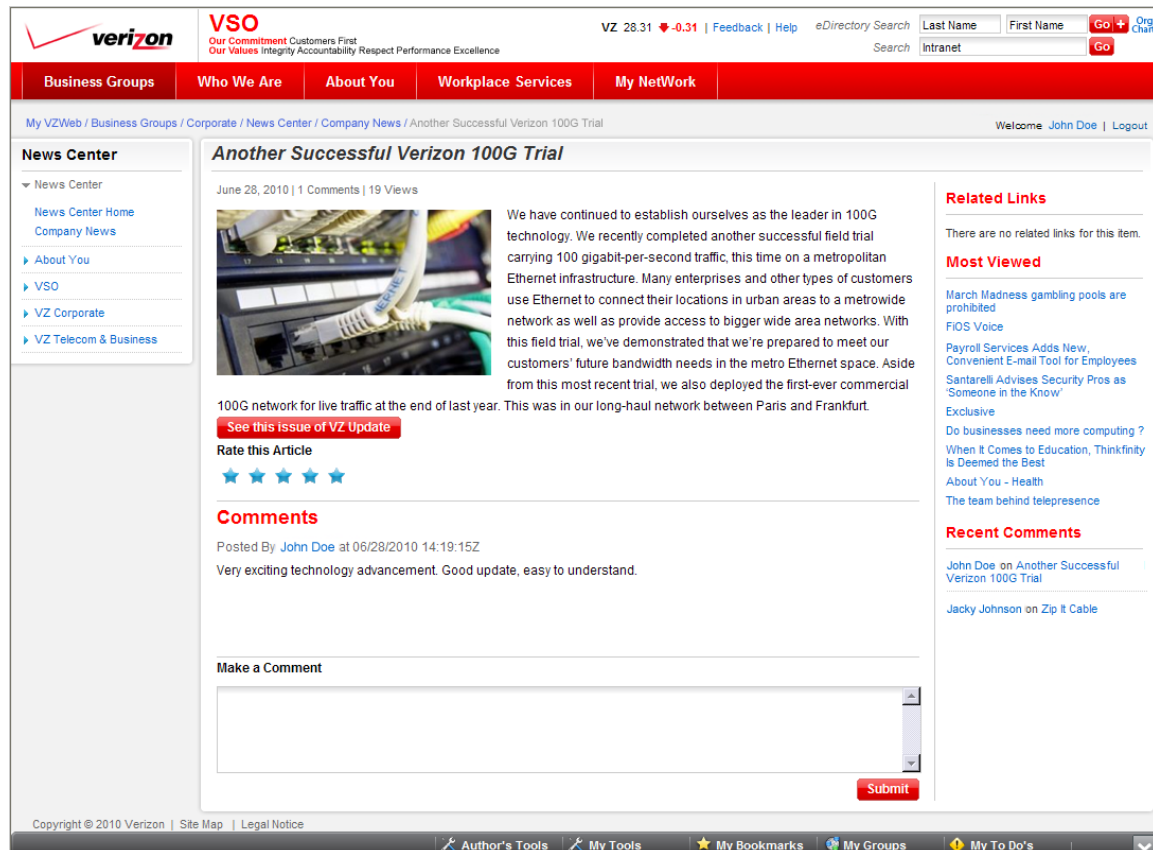 verizon
VSO
Our Commitment Customers First
Our Values Integrity Accountability Respect Performance Excellence
VZ 28.31 -0.31 | Feedback | Help
eDirectory Search Last Name First Name Go + Org Chart
Search Intranet Go
Business Groups Who We Are About You Workplace Services My NetWork
My VZWeb / Business Groups / Corporate / News Center / Company News / Another Successful Verizon 100G Trial
Welcome John Doe | Logout
News Center
News Center
News Center Home
Company News
About You
VSO
VZ Corporate
VZ Telecom & Business
Another Successful Verizon 100G Trial
June 28, 2010 | 1 Comments | 19 Views
We have continued to establish ourselves as the leader in 100G
technology. We recently completed another successful field trial
carrying 100 gigabit-per-second traffic, this time on a metropolitan
Ethernet infrastructure. Many enterprises and other types of customers
use Ethernet to connect their locations in urban areas to a metrowide
network as well as provide access to bigger wide area networks. With
this field trial, we've demonstrated that we're prepared to meet our
customers' future bandwidth needs in the metro Ethernet space. Aside
from this most recent trial, we also deployed the first-ever commercial
100G network for live traffic at the end of last year. This was in our long-haul network between Paris and Frankfurt.
See this issue of VZ Update
Rate this Article
Comments
Posted By John Doe at 06/28/2010 14:19:15Z
Very exciting technology advancement. Good update, easy to understand.
Make a Comment
Submit
Related Links
There are no related links for this item.
Most Viewed
March Madness gambling pools are
prohibited
FiOS Voice
Payroll Services Adds New,
Convenient E-mail Tool for Employees
Santarelli Advises Security Pros as
'Someone in the Know'
Exclusive
Do businesses need more computing ?
When It Comes to Education, Thinkfinity
Is Deemed the Best
About You - Health
The team behind telepresence
Recent Comments
John Doe on Another Successful
Verizon 100G Trial
Jacky Johnson on Zip It Cable
Copyright © 2010 Verizon | Site Map | Legal Notice
Author's Tools My Tools My Bookmarks My Groups My To Do's